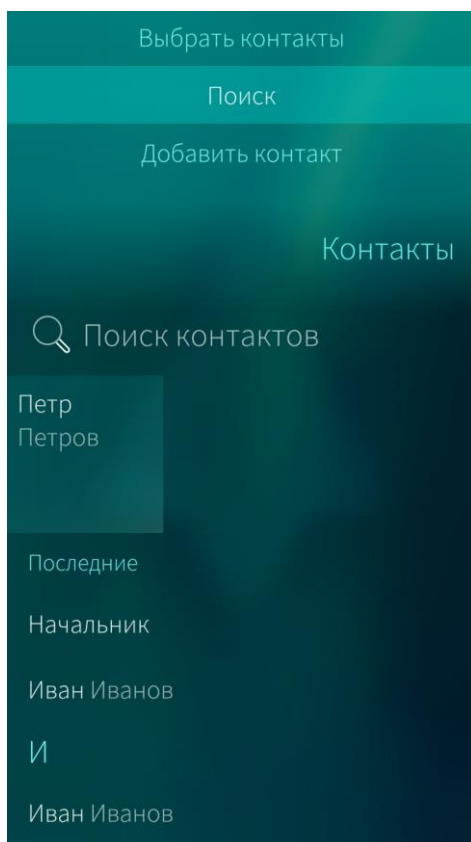 Выбрать контакты
Поиск
Добавить контакт
Контакты
Поиск контактов
Петр
Петров
Последние
Начальник
Иван Иванов
И
Иван Иванов